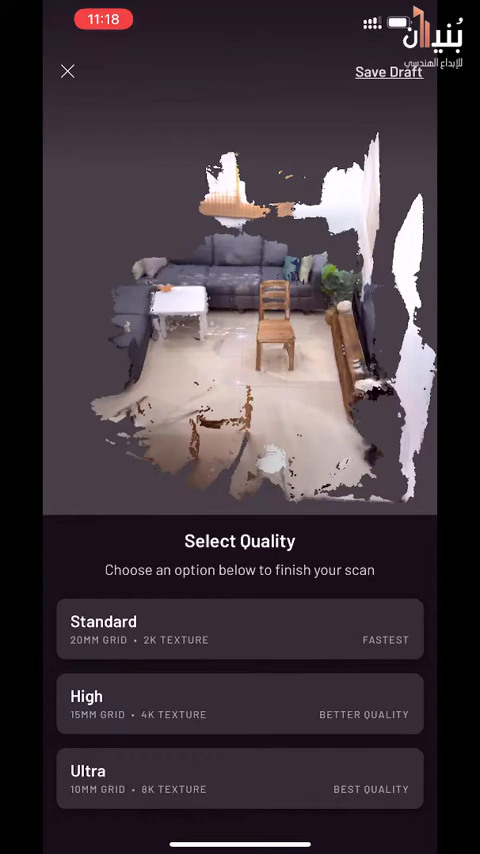 11:18
بُنيان
للإبداع الهندسي
Save Draft
Select Quality
Choose an option below to finish your scan
Standard
20MM GRID • 2K TEXTURE
FASTEST
High
15MM GRID • 4K TEXTURE
BETTER QUALITY
Ultra
10MM GRID • 8K TEXTURE
BEST QUALITY